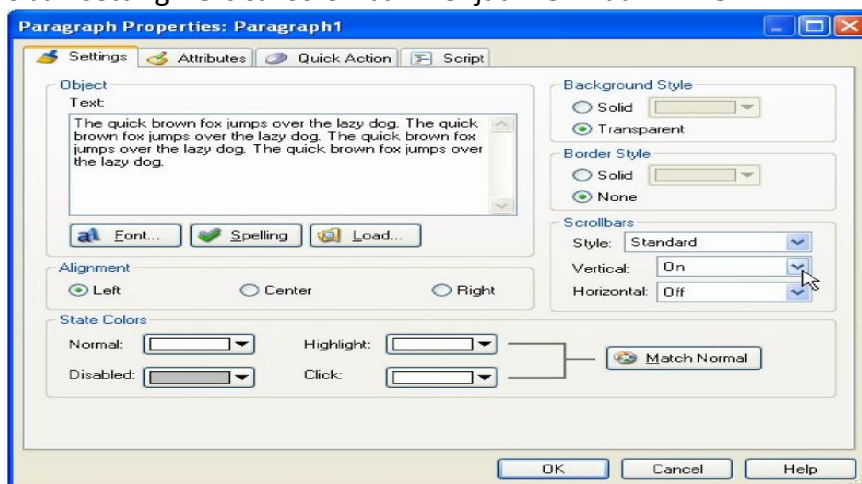 Paragraph Properties: Paragraph1
Settings Attributes Quick Action Script
Object
Text:
The quick brown fox jumps over the lazy dog. The quick
brown fox jumps over the lazy dog. The quick brown fox
jumps over the lazy dog. The quick brown fox jumps over
the lazy dog.
Font... Spelling Load...
Alignment
Left Center Right
Background Style
Solid
Transparent
Border Style
Solid
None
Scrollbars
Style: Standard
Vertical: On
Horizontal: Off
State Colors
Normal: Highlight:
Disabled: Click:
Match Normal
OK Cancel Help